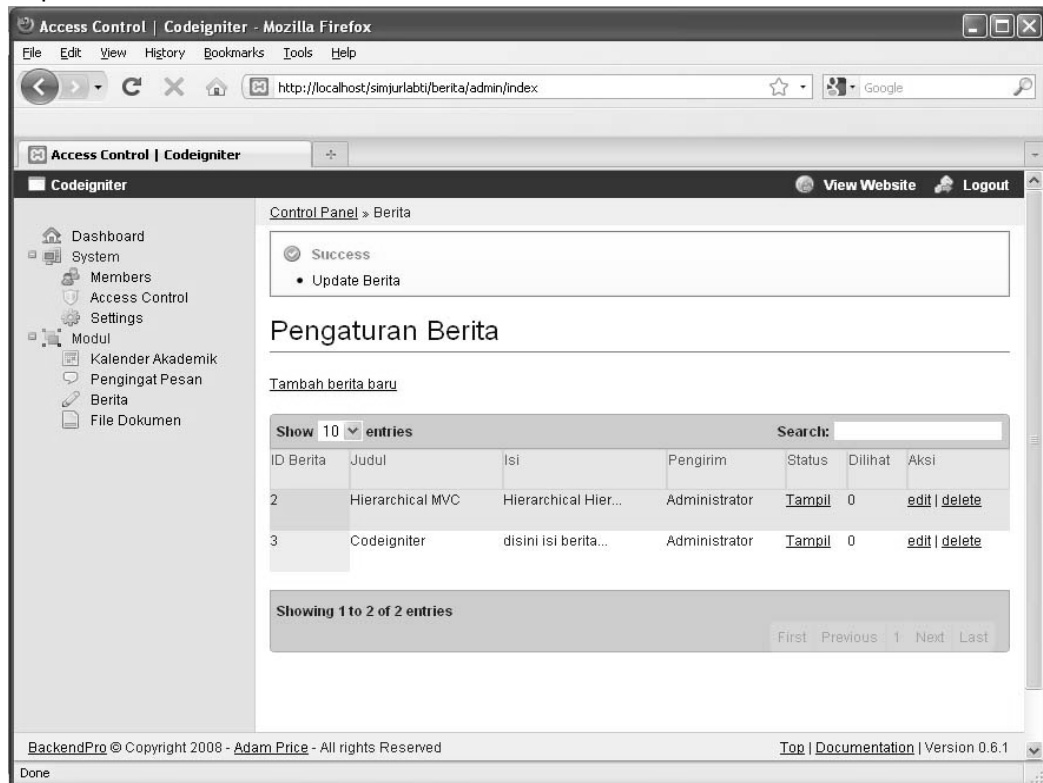 Access Control | Codeigniter - Mozilla Firefox
File Edit View History Bookmarks Tools Help
http://localhost/simjurlabti/berita/admin/index
Google
Access Control | Codeigniter
Codeigniter
View Website Logout
Control Panel » Berita
Dashboard
System
Members
Access Control
Settings
Modul
Kalender Akademik
Pengingat Pesan
Berita
File Dokumen
Success
• Update Berita
Pengaturan Berita
Tambah berita baru
Show 10 entries Search:
ID Berita Judul Isi Pengirim Status Dilihat Aksi
2 Hierarchical MVC Hierarchical Hier... Administrator Tampil 0 edit | delete
3 Codeigniter disini isi berita... Administrator Tampil 0 edit | delete
Showing 1 to 2 of 2 entries
First Previous 1 Next Last
BackendPro © Copyright 2008 - Adam Price - All rights Reserved
Top | Documentation | Version 0.6.1
Done